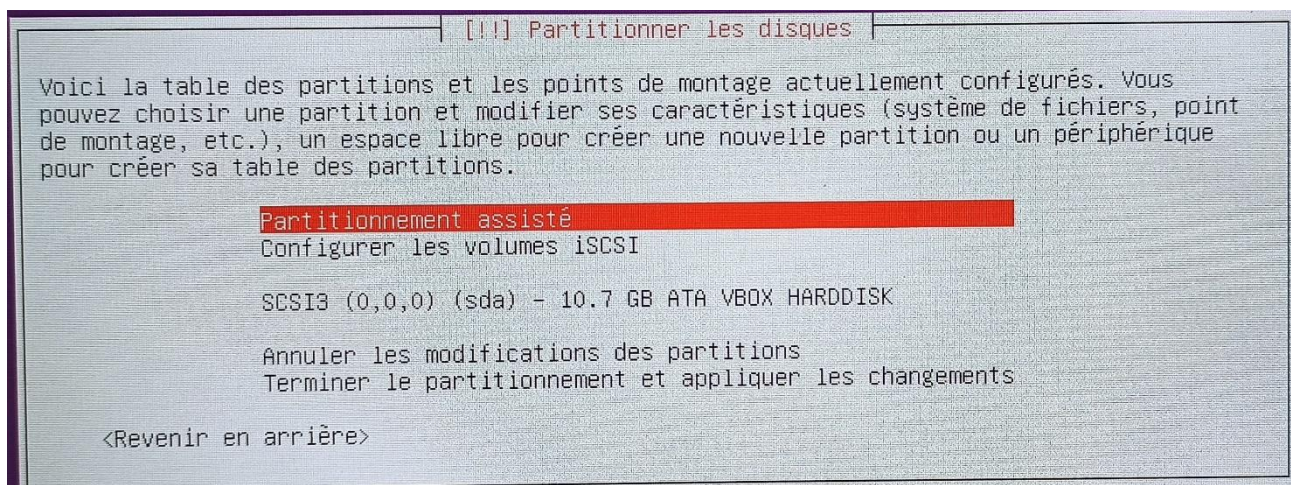 [!!] Partitionner les disques
Voici la table des partitions et les points de montage actuellement configurés. Vous
pouvez choisir une partition et modifier ses caractéristiques (système de fichiers, point
de montage, etc.), un espace libre pour créer une nouvelle partition ou un périphérique
pour créer sa table des partitions.
Partitionnement assisté
Configurer les volumes iSCSI
SCSI3 (0,0,0) (sda) - 10.7 GB ATA VBOX HARDDISK
Annuler les modifications des partitions
Terminer le partitionnement et appliquer les changements
<Revenir en arrière>